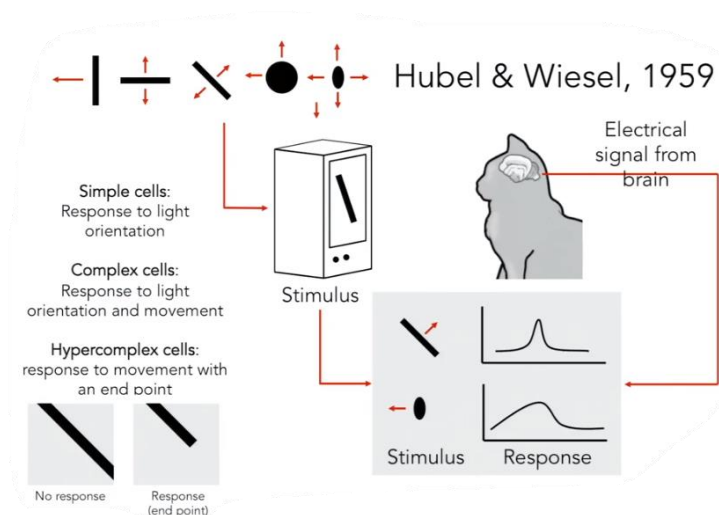 Hubel & Wiesel, 1959
Electrical
signal from
brain
Simple cells:
Response to light
orientation
Complex cells:
Response to light
orientation and movement
Hypercomplex cells:
response to movement with
an end point
No response
Response
(end point)
Stimulus
Stimulus
Response